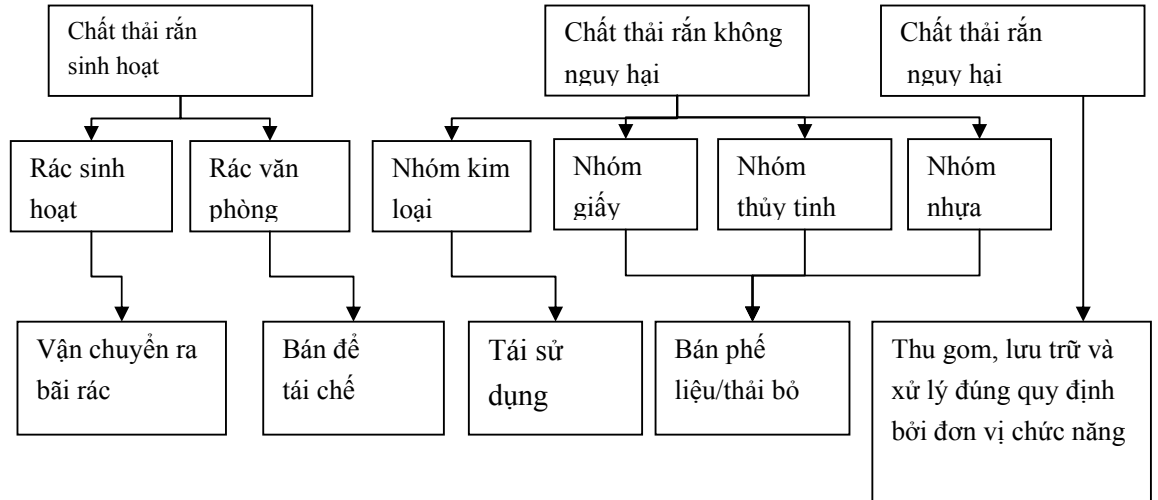 Chất thải rắn
sinh hoạt
Chất thải rắn không
nguy hại
Chất thải rắn
nguy hại
Rác sinh
hoạt
Rác văn
phòng
Nhóm kim
loại
Nhóm
giấy
Nhóm
thủy tinh
Nhóm
nhựa
Vận chuyển ra
bãi rác
Bán để
tái chế
Tái sử
dụng
Bán phế
liệu/thải bỏ
Thu gom, lưu trữ và
xử lý đúng quy định
bởi đơn vị chức năng